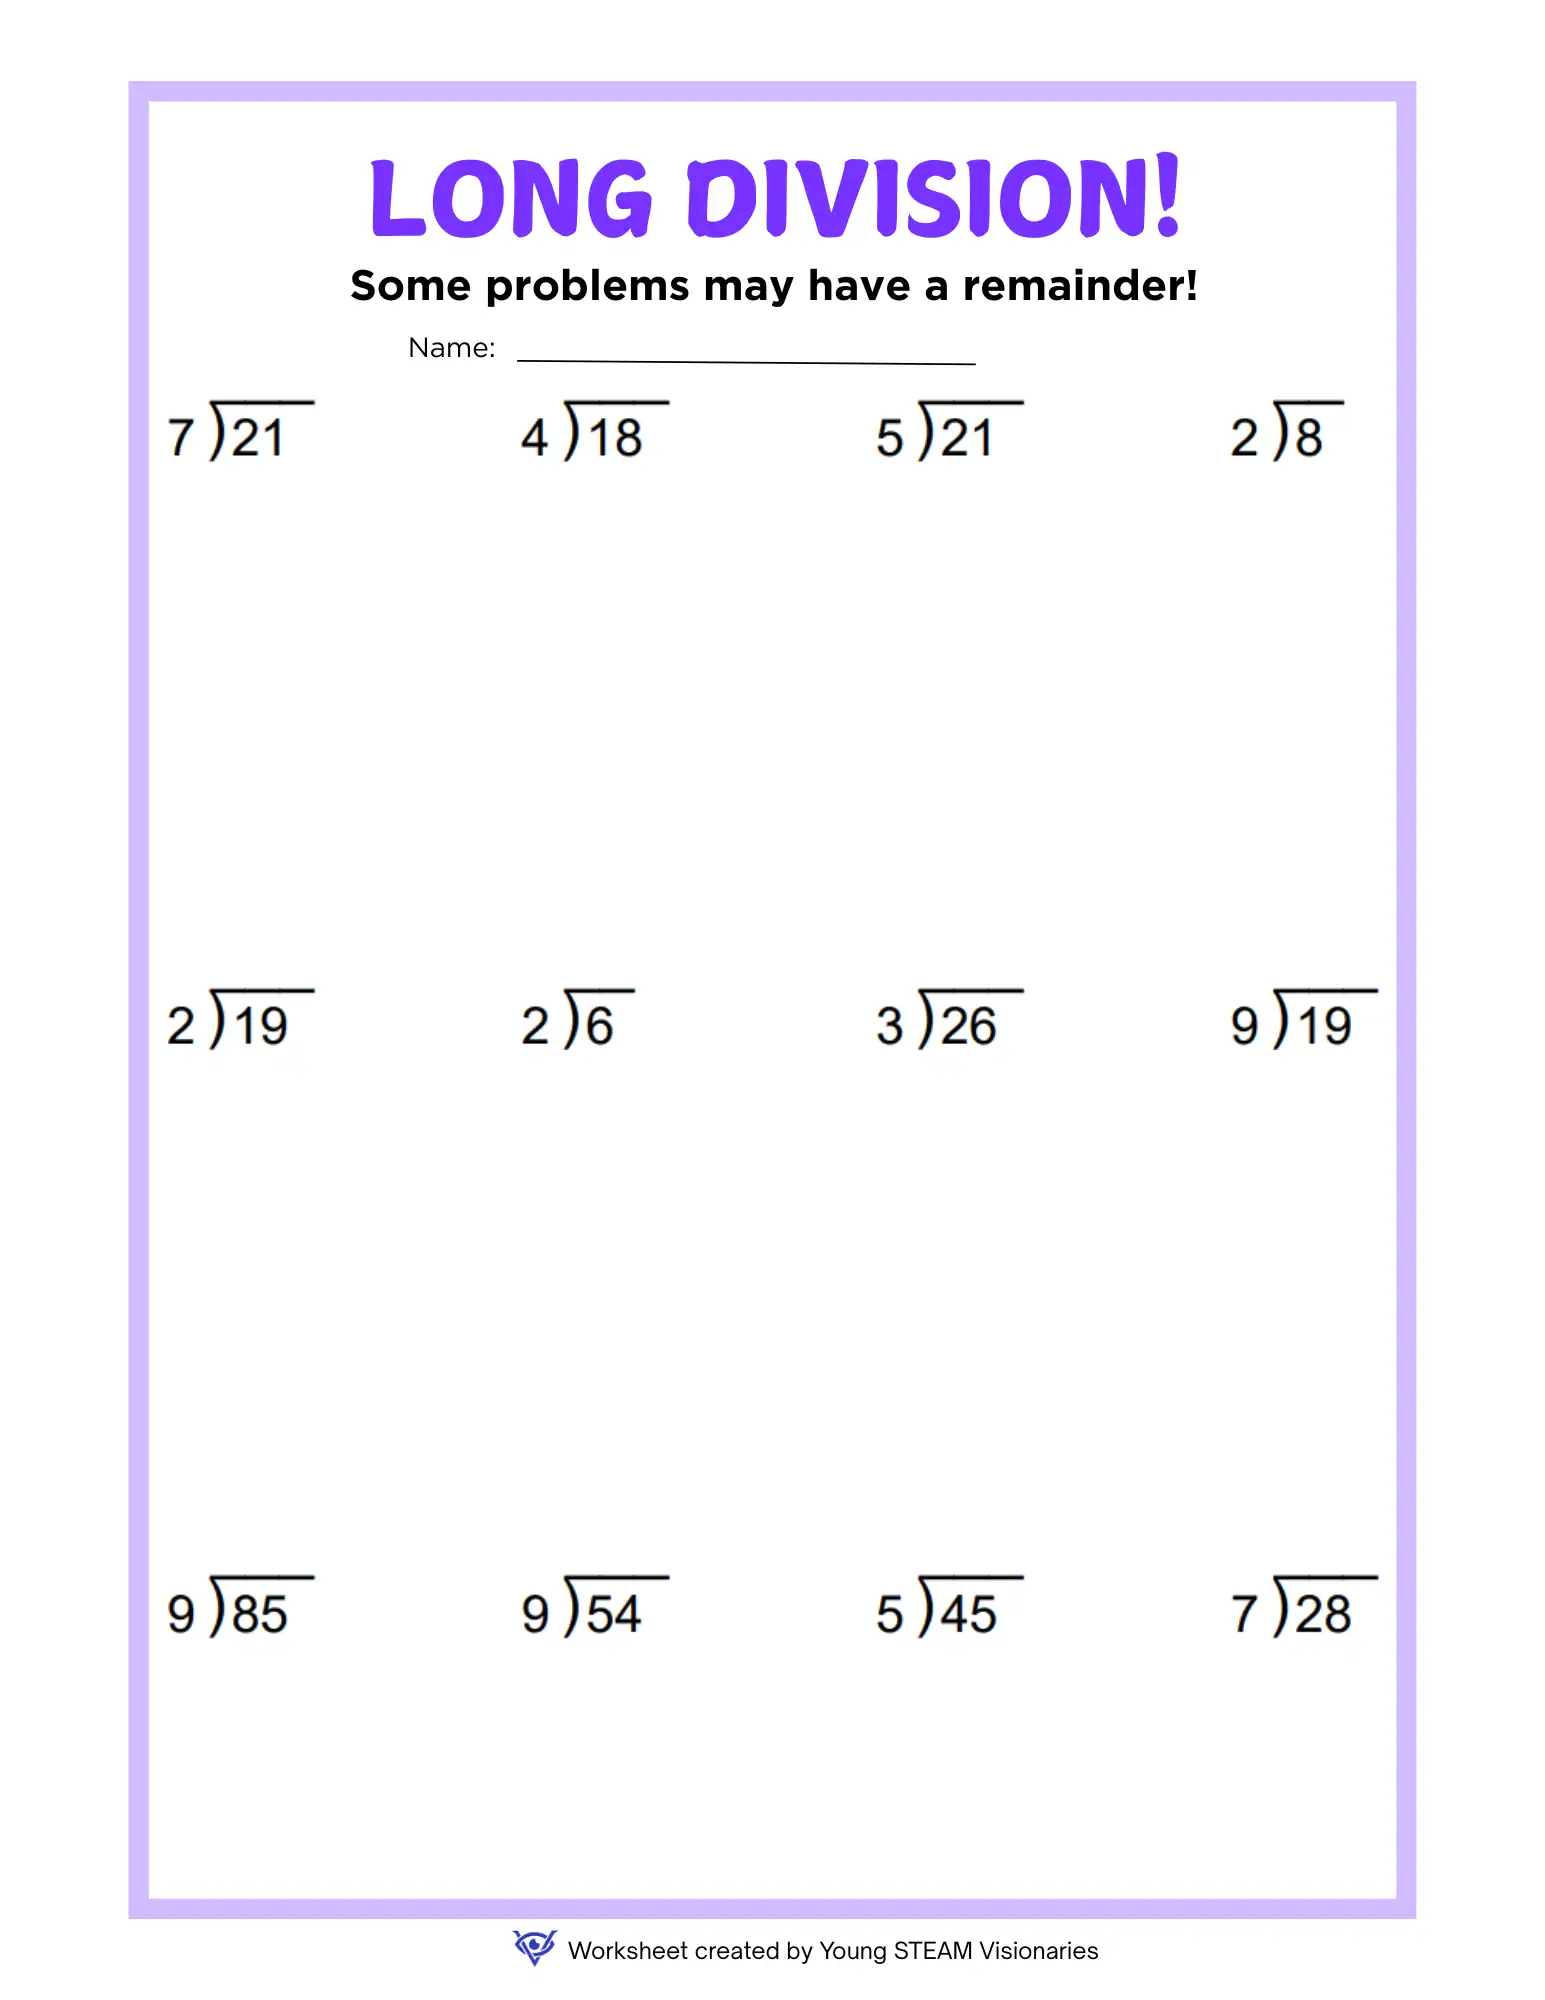 LONG DIVISION!
Some problems may have a remainder!
Name:
7 )21 4 )18 5 )21 2 )8
2 )19 2 )6 3 )26 9 )19
9 )85 9 )54 5 )45 7 )28
Worksheet created by Young STEAM Visionaries